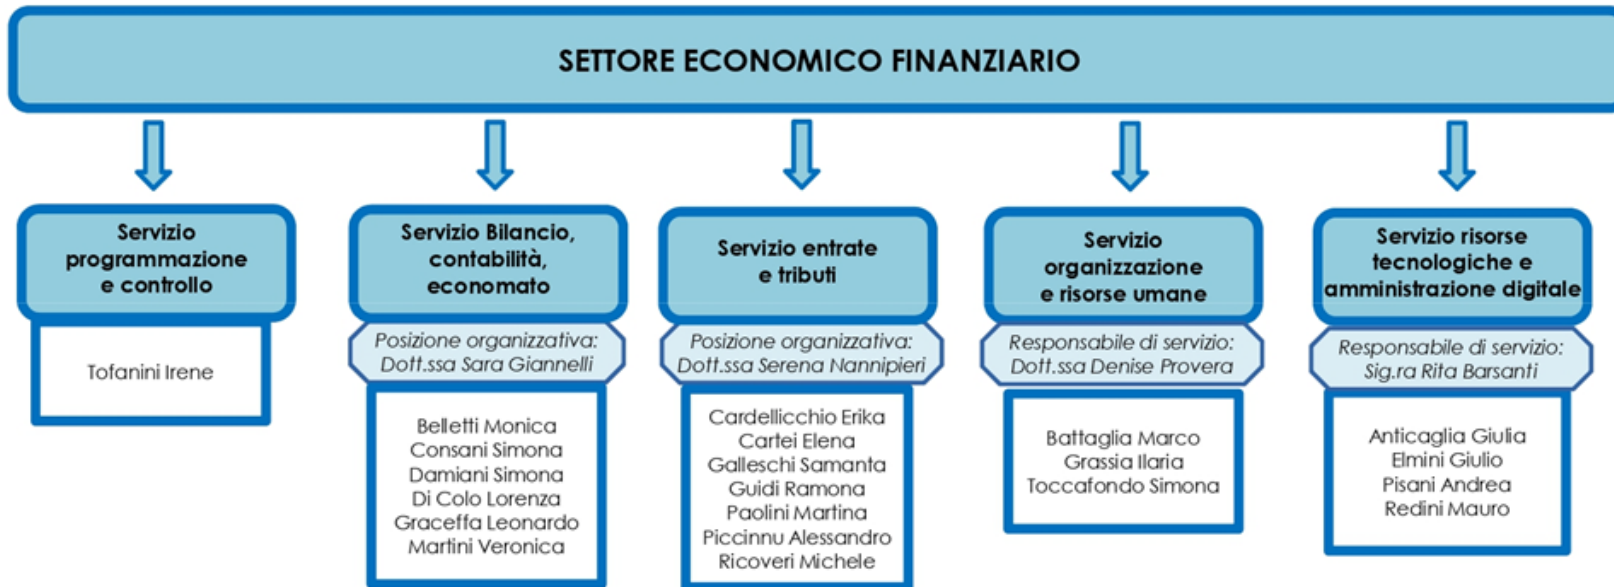 SETTORE ECONOMICO FINANZIARIO
Servizio
programmazione
e controllo
Tofanini Irene
Servizio Bilancio,
contabilità,
economato
Posizione organizzativa:
Dott.ssa Sara Giannelli
Belletti Monica
Consani Simona
Damiani Simona
Di Colo Lorenza
Graceffa Leonardo
Martini Veronica
Servizio entrate
e tributi
Posizione organizzativa:
Dott.ssa Serena Nannipieri
Cardellicchio Erika
Cartei Elena
Galleschi Samanta
Guidi Ramona
Paolini Martina
Piccinnu Alessandro
Ricoveri Michele
Servizio
organizzazione
e risorse umane
Responsabile di servizio:
Dott.ssa Denise Provera
Battaglia Marco
Grassia Ilaria
Toccafondo Simona
Servizio risorse
tecnologiche e
amministrazione digitale
Responsabile di servizio:
Sig.ra Rita Barsanti
Anticaglia Giulia
Elmini Giulio
Pisani Andrea
Redini Mauro